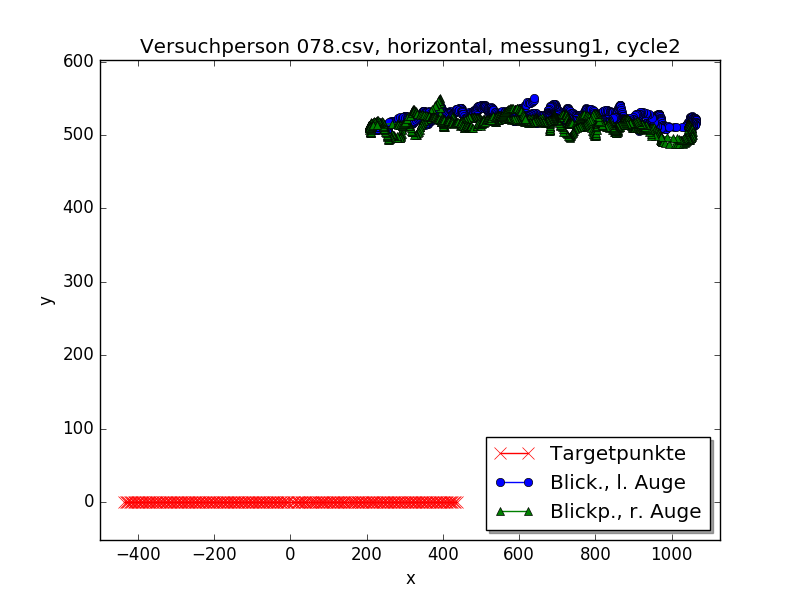 Versuchperson 078.csv, horizontal, messung1, cycle2
600
500
400
300
200
100
0
y
−400 −200 0 200 400 600 800 1000
x
Targetpunkte
Blick., l. Auge
Blickp., r. Auge